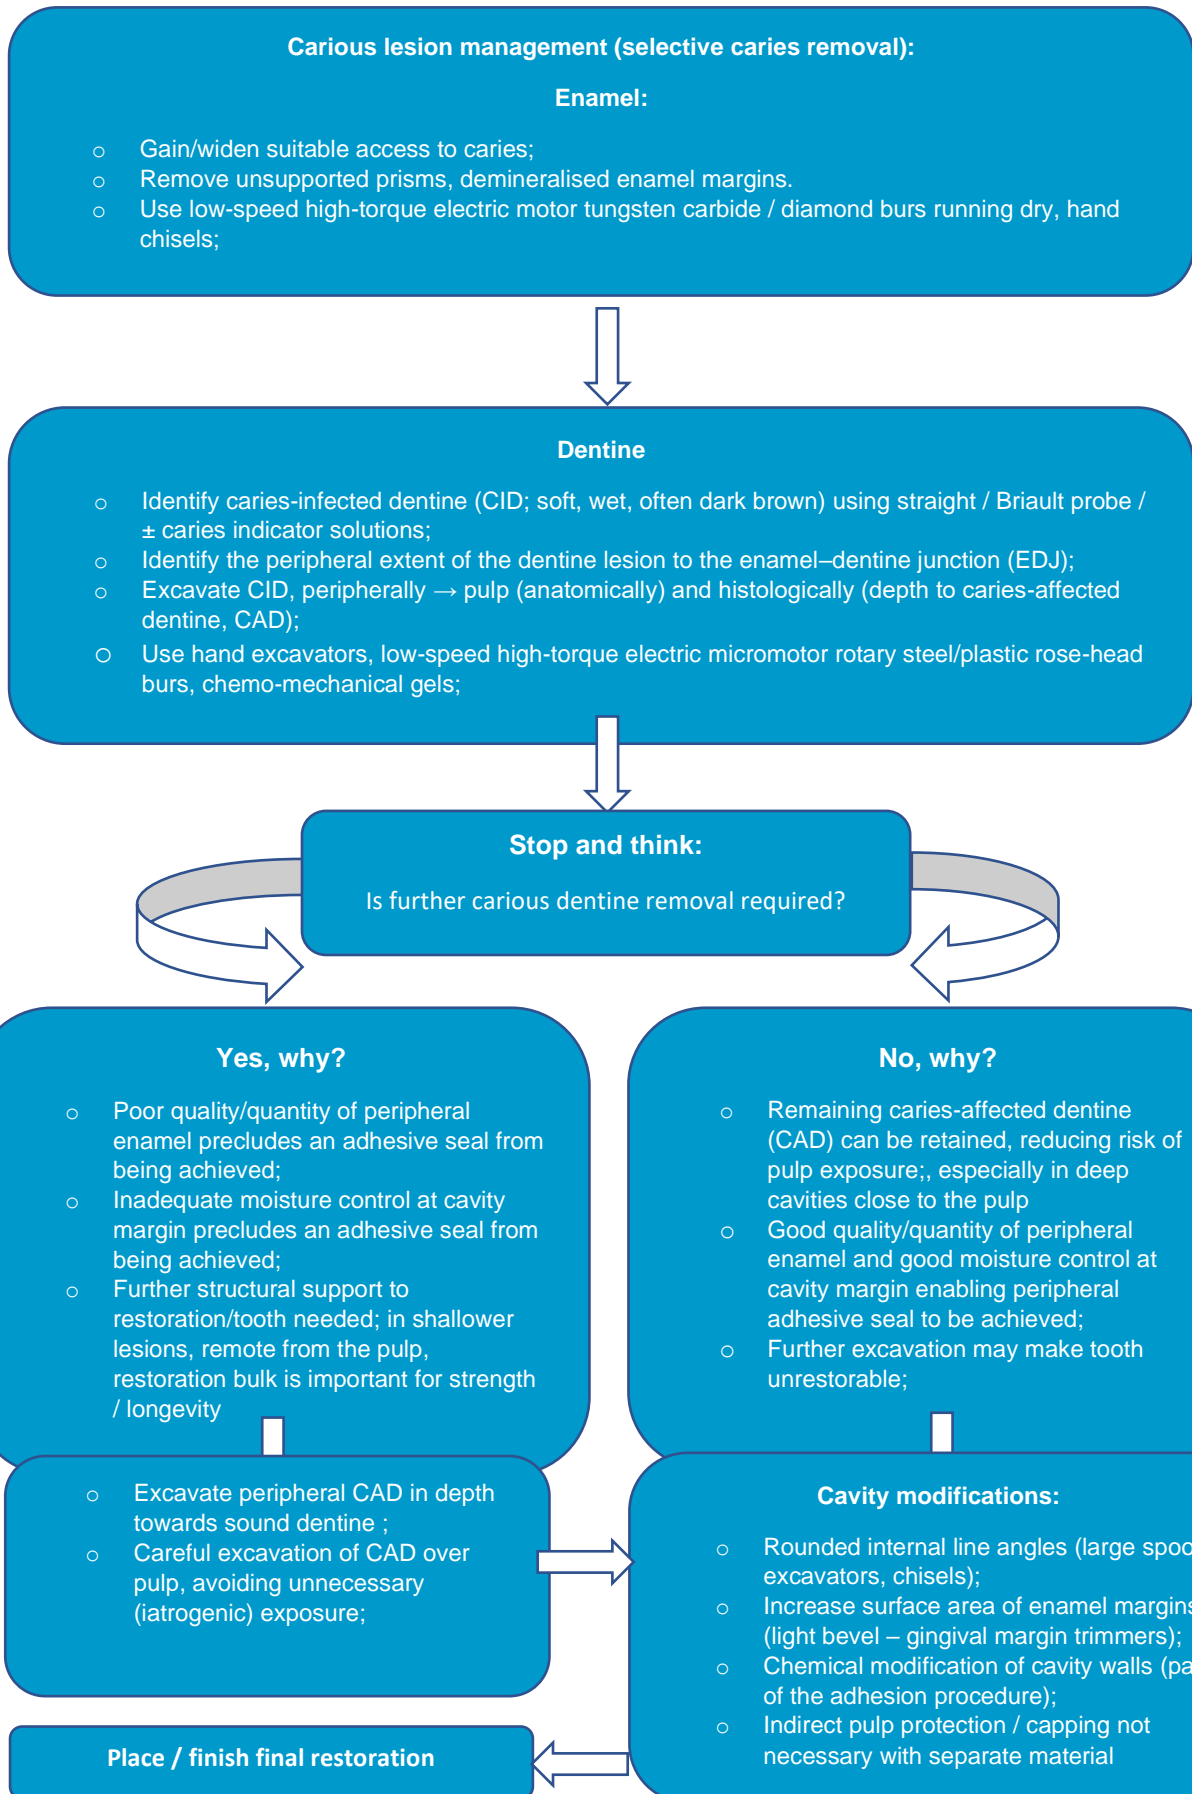 Carious lesion management (selective caries removal):
Enamel:
o Gain/widen suitable access to caries;
o Remove unsupported prisms, demineralised enamel margins.
o Use low-speed high-torque electric motor tungsten carbide / diamond burs running dry, hand
chisels;
Dentine
o Identify caries-infected dentine (CID; soft, wet, often dark brown) using straight / Briault probe /
± caries indicator solutions;
o Identify the peripheral extent of the dentine lesion to the enamel–dentine junction (EDJ);
o Excavate CID, peripherally → pulp (anatomically) and histologically (depth to caries-affected
dentine, CAD);
o Use hand excavators, low-speed high-torque electric micromotor rotary steel/plastic rose-head
burs, chemo-mechanical gels;
Stop and think:
Is further carious dentine removal required?
Yes, why?
o Poor quality/quantity of peripheral
enamel precludes an adhesive seal from
being achieved;
o Inadequate moisture control at cavity
margin precludes an adhesive seal from
being achieved;
o Further structural support to
restoration/tooth needed; in shallower
lesions, remote from the pulp,
restoration bulk is important for strength
/ longevity
No, why?
o Remaining caries-affected dentine
(CAD) can be retained, reducing risk of
pulp exposure;, especially in deep
cavities close to the pulp
o Good quality/quantity of peripheral
enamel and good moisture control at
cavity margin enabling peripheral
adhesive seal to be achieved;
o Further excavation may make tooth
unrestorable;
o Excavate peripheral CAD in depth
towards sound dentine ;
o Careful excavation of CAD over
pulp, avoiding unnecessary
(iatrogenic) exposure;
Cavity modifications:
o Rounded internal line angles (large spoo
excavators, chisels);
o Increase surface area of enamel margins
(light bevel – gingival margin trimmers);
o Chemical modification of cavity walls (pa
of the adhesion procedure);
o Indirect pulp protection / capping not
necessary with separate material
Place / finish final restoration